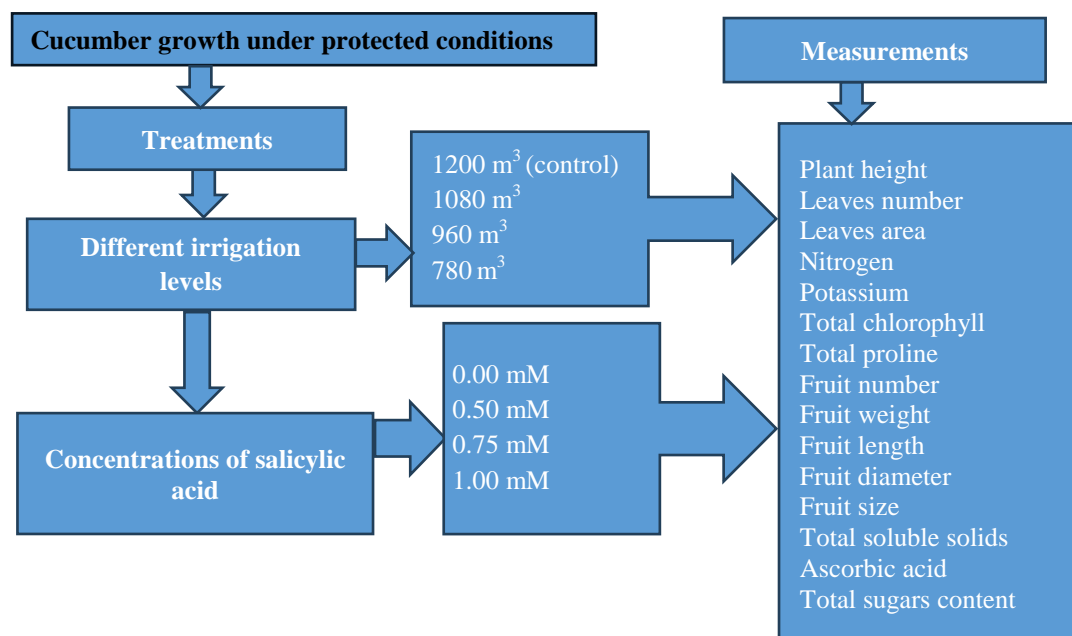 Cucumber growth under protected conditions
Measurements
Treatments
1200 m³ (control)
1080 m³
960 m³
780 m³
Different irrigation
levels
Plant height
Leaves number
Leaves area
Nitrogen
Potassium
Total chlorophyll
Total proline
Fruit number
Fruit weight
Fruit length
Fruit diameter
Fruit size
Total soluble solids
Ascorbic acid
Total sugars content
0.00 mM
0.50 mM
0.75 mM
1.00 mM
Concentrations of salicylic
acid